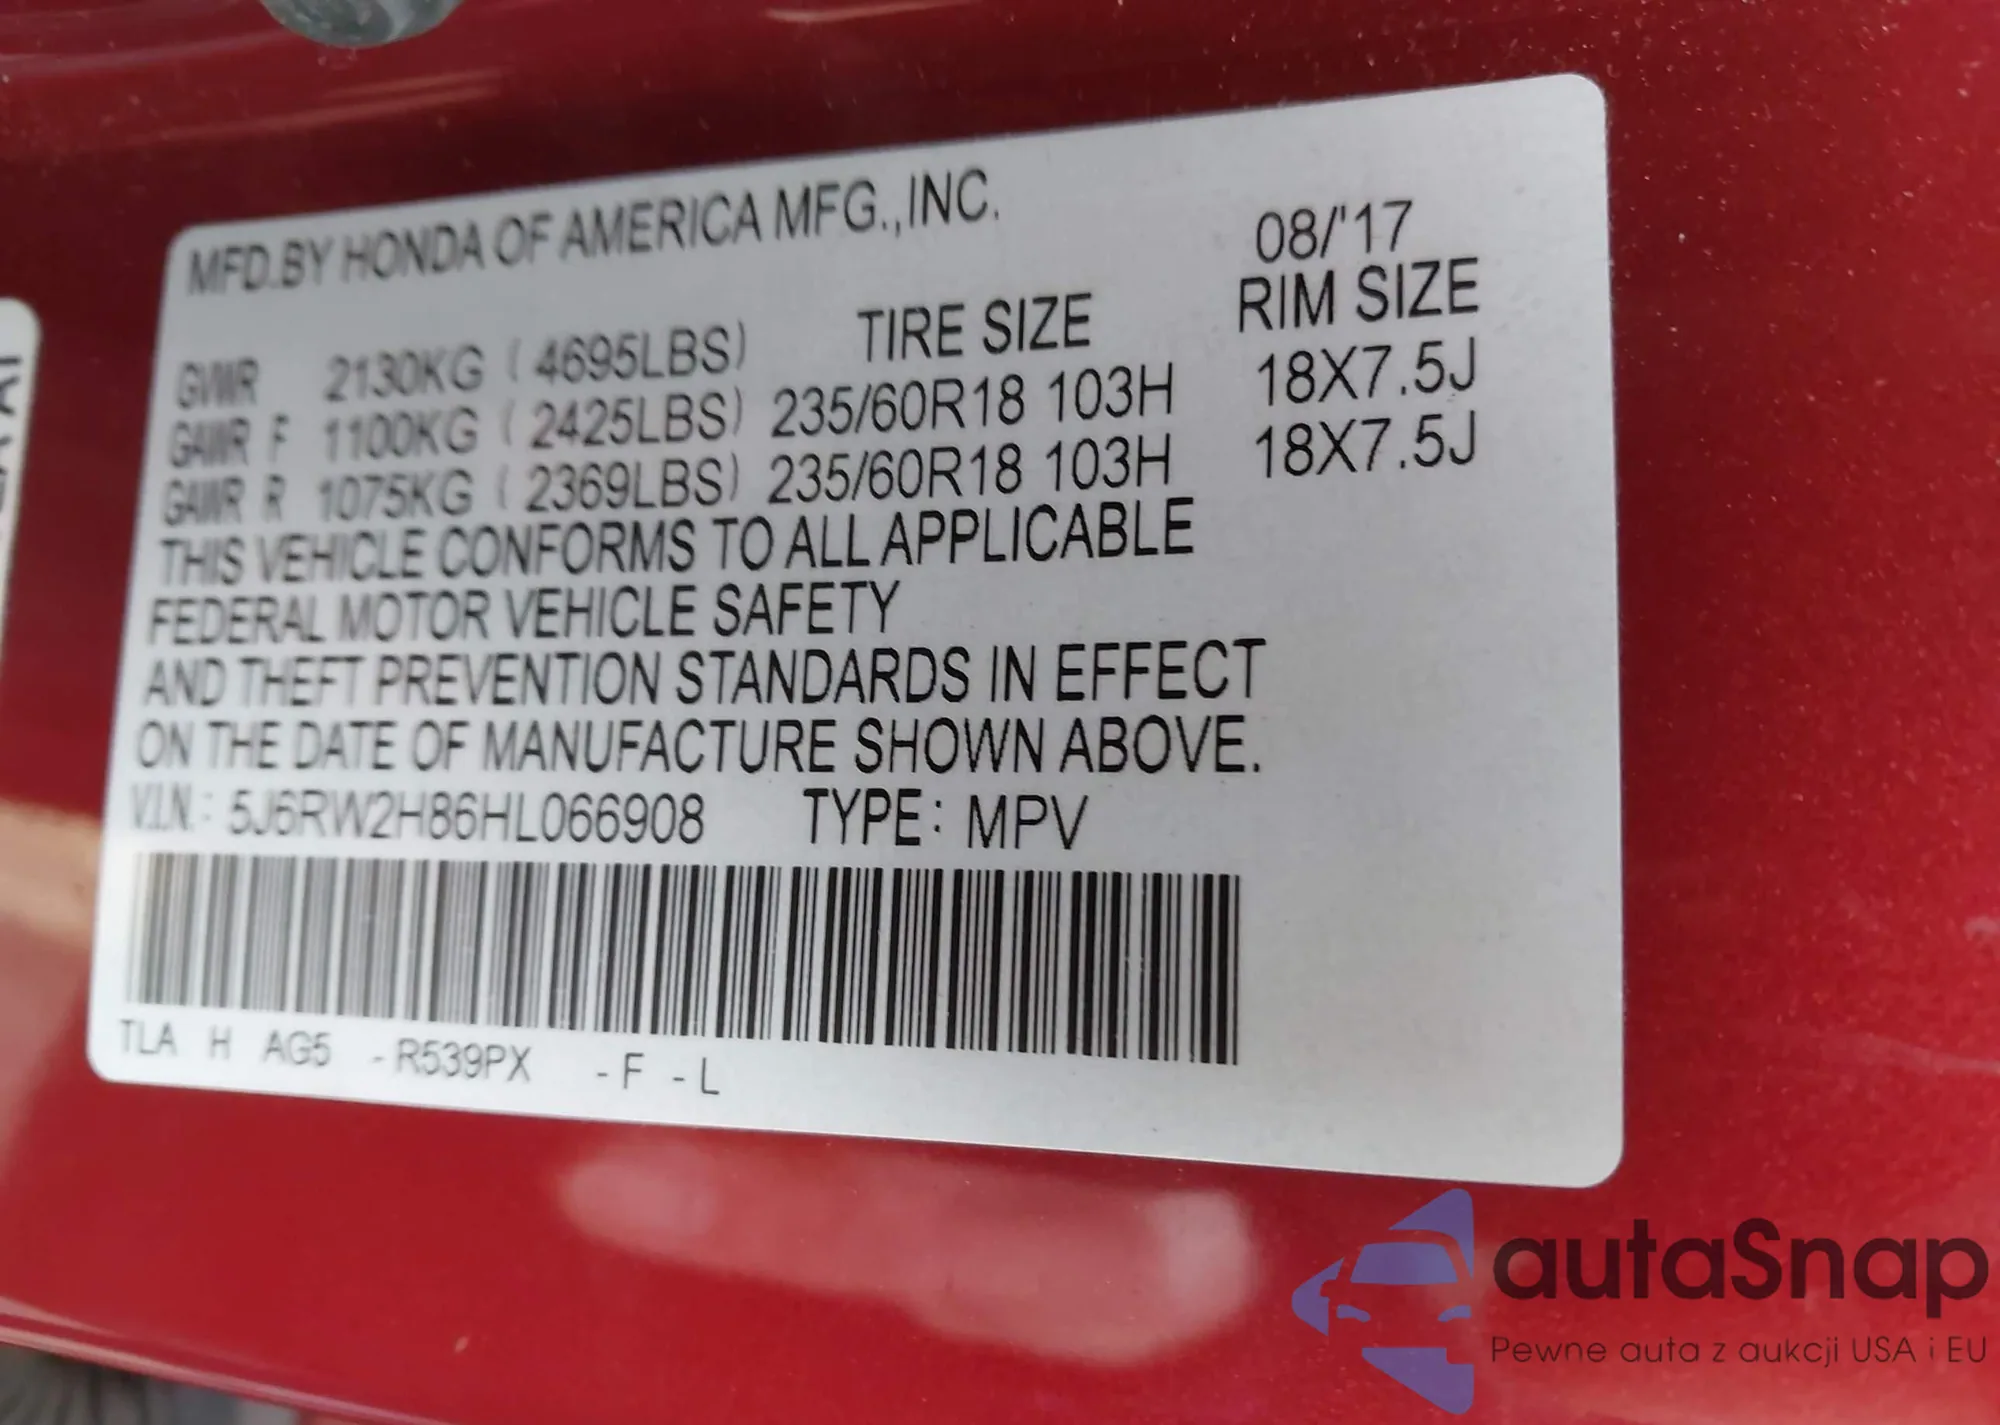 MFD.BY HONDA OF AMERICA MFG.,INC. 08/'17
TIRE SIZE RIM SIZE
GVWR 2130KG ( 4695LBS)
GAWR F 1100KG ( 2425LBS) 235/60R18 103H 18X7.5J
GAWR R 1075KG ( 2369LBS) 235/60R18 103H 18X7.5J
THIS VEHICLE CONFORMS TO ALL APPLICABLE
FEDERAL MOTOR VEHICLE SAFETY
AND THEFT PREVENTION STANDARDS IN EFFECT
ON THE DATE OF MANUFACTURE SHOWN ABOVE.
V.I.N.: 5J6RW2H86HL066908 TYPE: MPV
TLA H AG5 -R539PX -F -L
autaSnap
Pewne auta z aukcji USA i EU